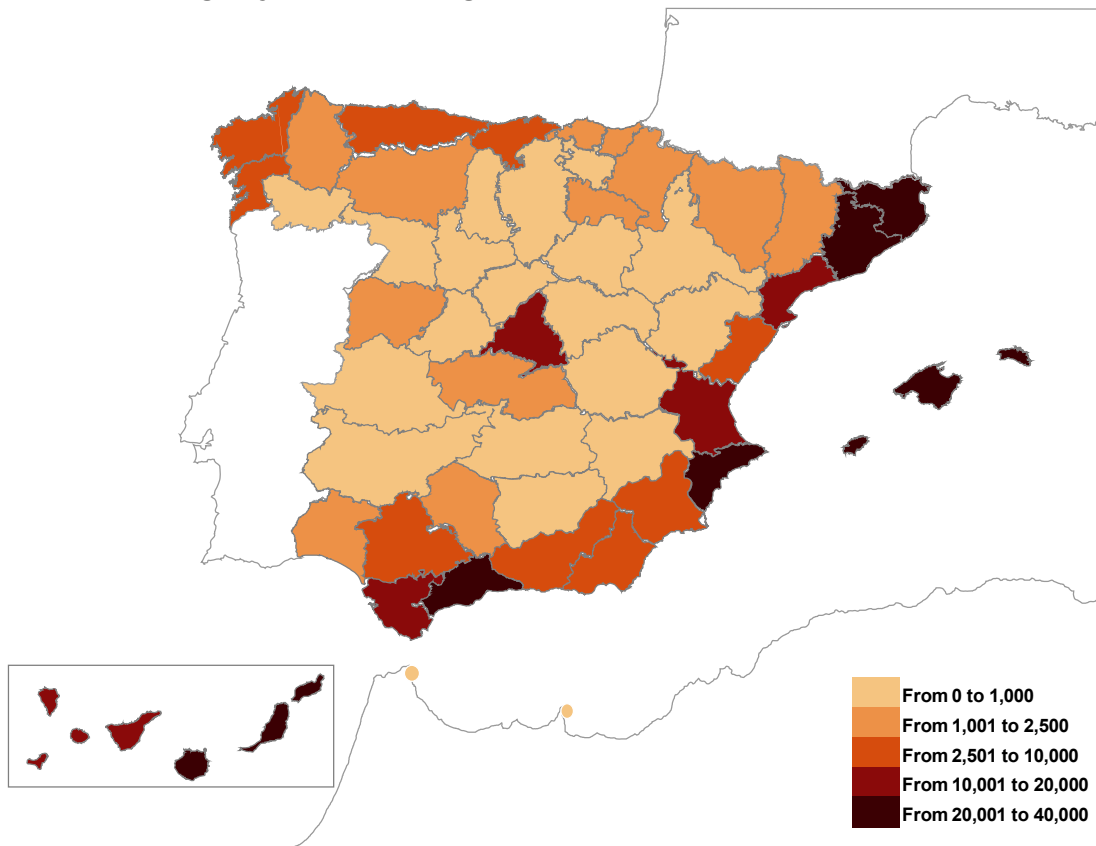 From 0 to 1,000
From 1,001 to 2,500
From 2,501 to 10,000
From 10,001 to 20,000
From 20,001 to 40,000